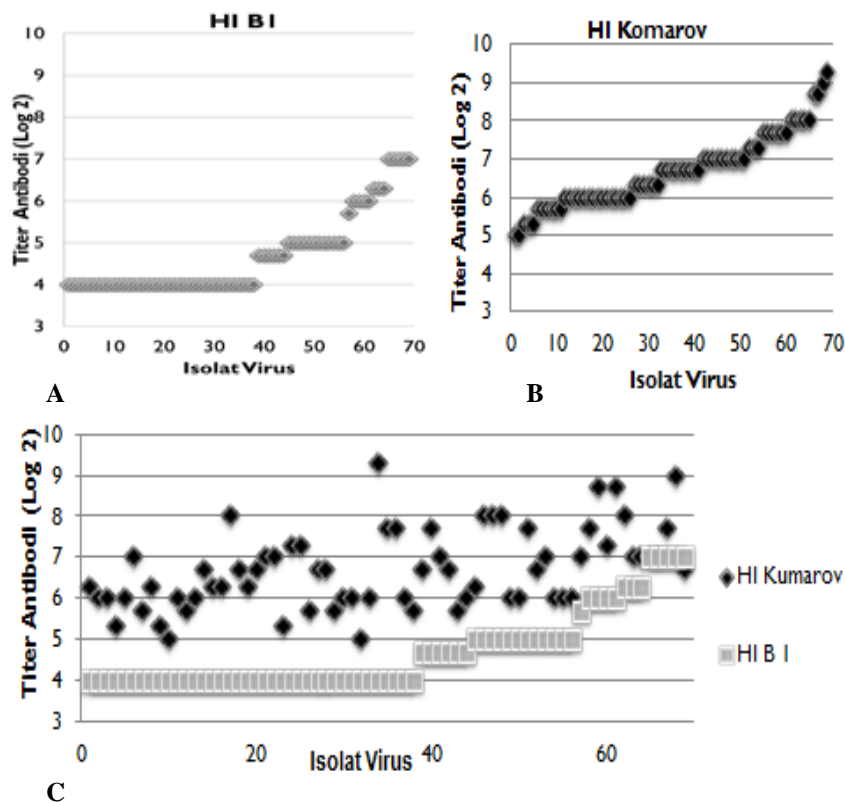 HI B1
Titer Antibodi (Log 2)
10
9
8
7
6
5
4
3
0 10 20 30 40 50 60 70
Isolat Virus
A
HI Komarov
Titer Antibodi (Log 2)
10
9
8
7
6
5
4
3
0 10 20 30 40 50 60 70
Isolat Virus
B
Titer Antibodi (Log 2)
10
9
8
7
6
5
4
3
0 20 40 60
Isolat Virus
HI Kumarov
HI B 1
C